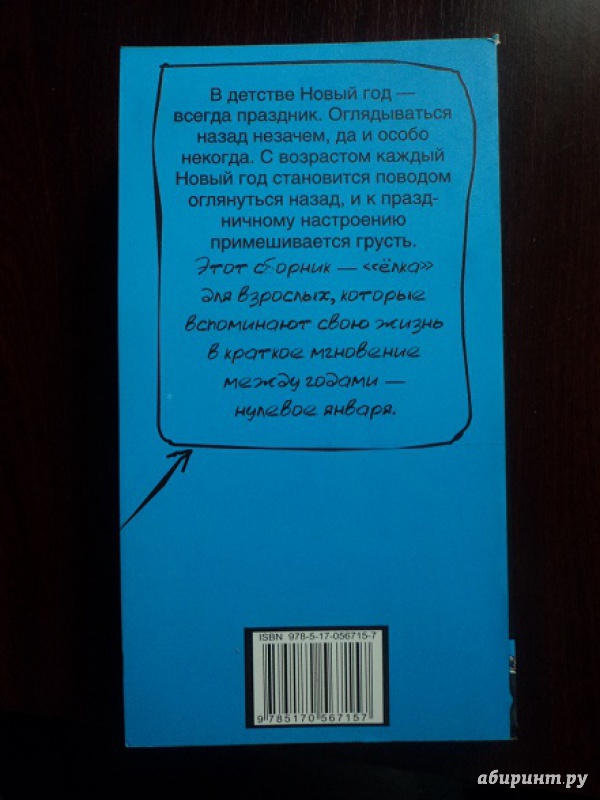 В детстве Новый год —
всегда праздник. Оглядываться
назад незачем, да и особо
некогда. С возрастом каждый
Новый год становится поводом
оглянуться назад, и к празд-
ничному настроению
примешивается грусть.
Этот сборник — «ёлка»
для взрослых, которые
вспоминают свою жизнь
в краткое мгновение
между годами —
нулевое января.
ISBN 978-5-17-056715-7
9 785170 567157
абиринт.ру